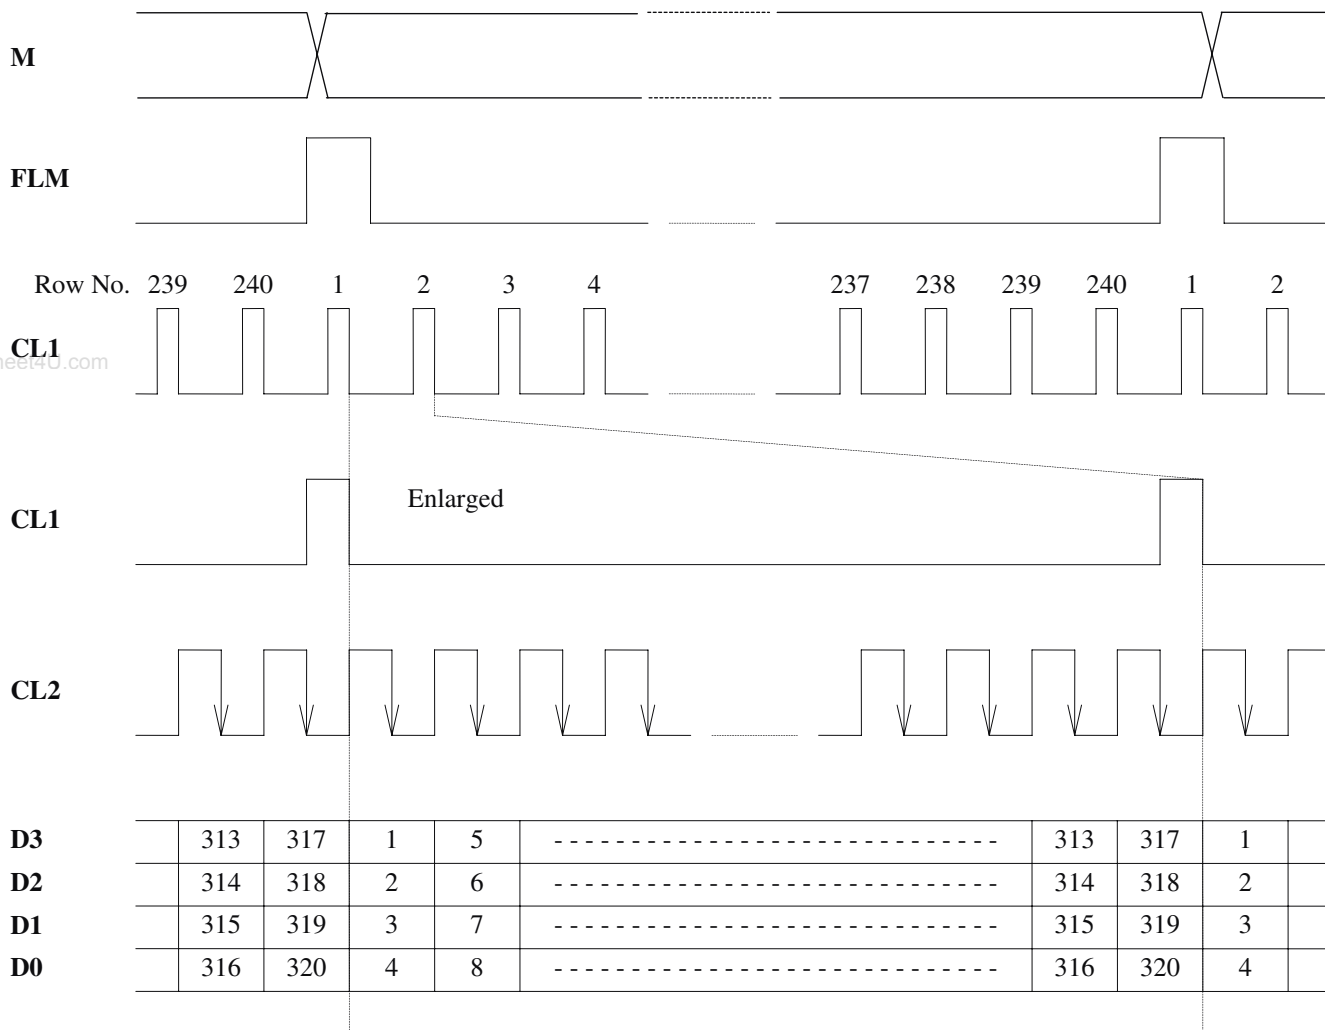 M
FLM
Row No. 239 240 1 2 3 4 237 238 239 240 1 2
CL1
heet4U.com
CL1 Enlarged
CL2
D3 313 317 1 5 313 317 1
D2 314 318 2 6 314 318 2
D1 315 319 3 7 315 319 3
D0 316 320 4 8 316 320 4